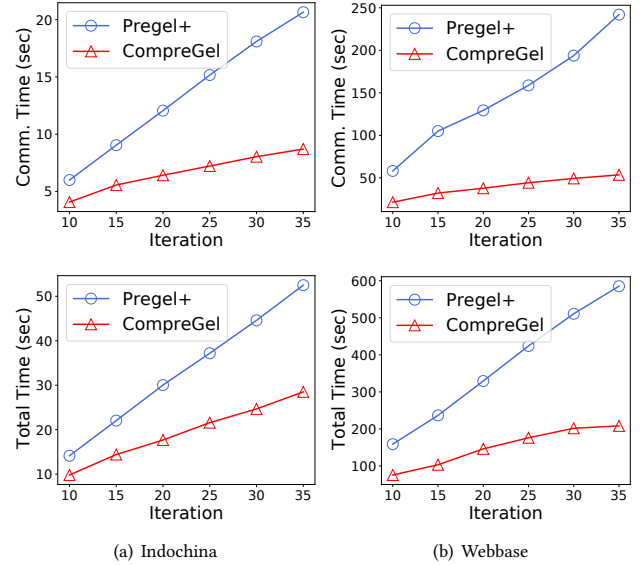 Comm. Time (sec)
20
15
10
5
Pregel+
CompreGel
10 15 20 25 30 35
Iteration
Comm. Time (sec)
250
200
150
100
50
Pregel+
CompreGel
10 15 20 25 30 35
Iteration
Total Time (sec)
50
40
30
20
10
Pregel+
CompreGel
10 15 20 25 30 35
Iteration
Total Time (sec)
600
500
400
300
200
100
Pregel+
CompreGel
10 15 20 25 30 35
Iteration
(a) Indochina
(b) Webbase